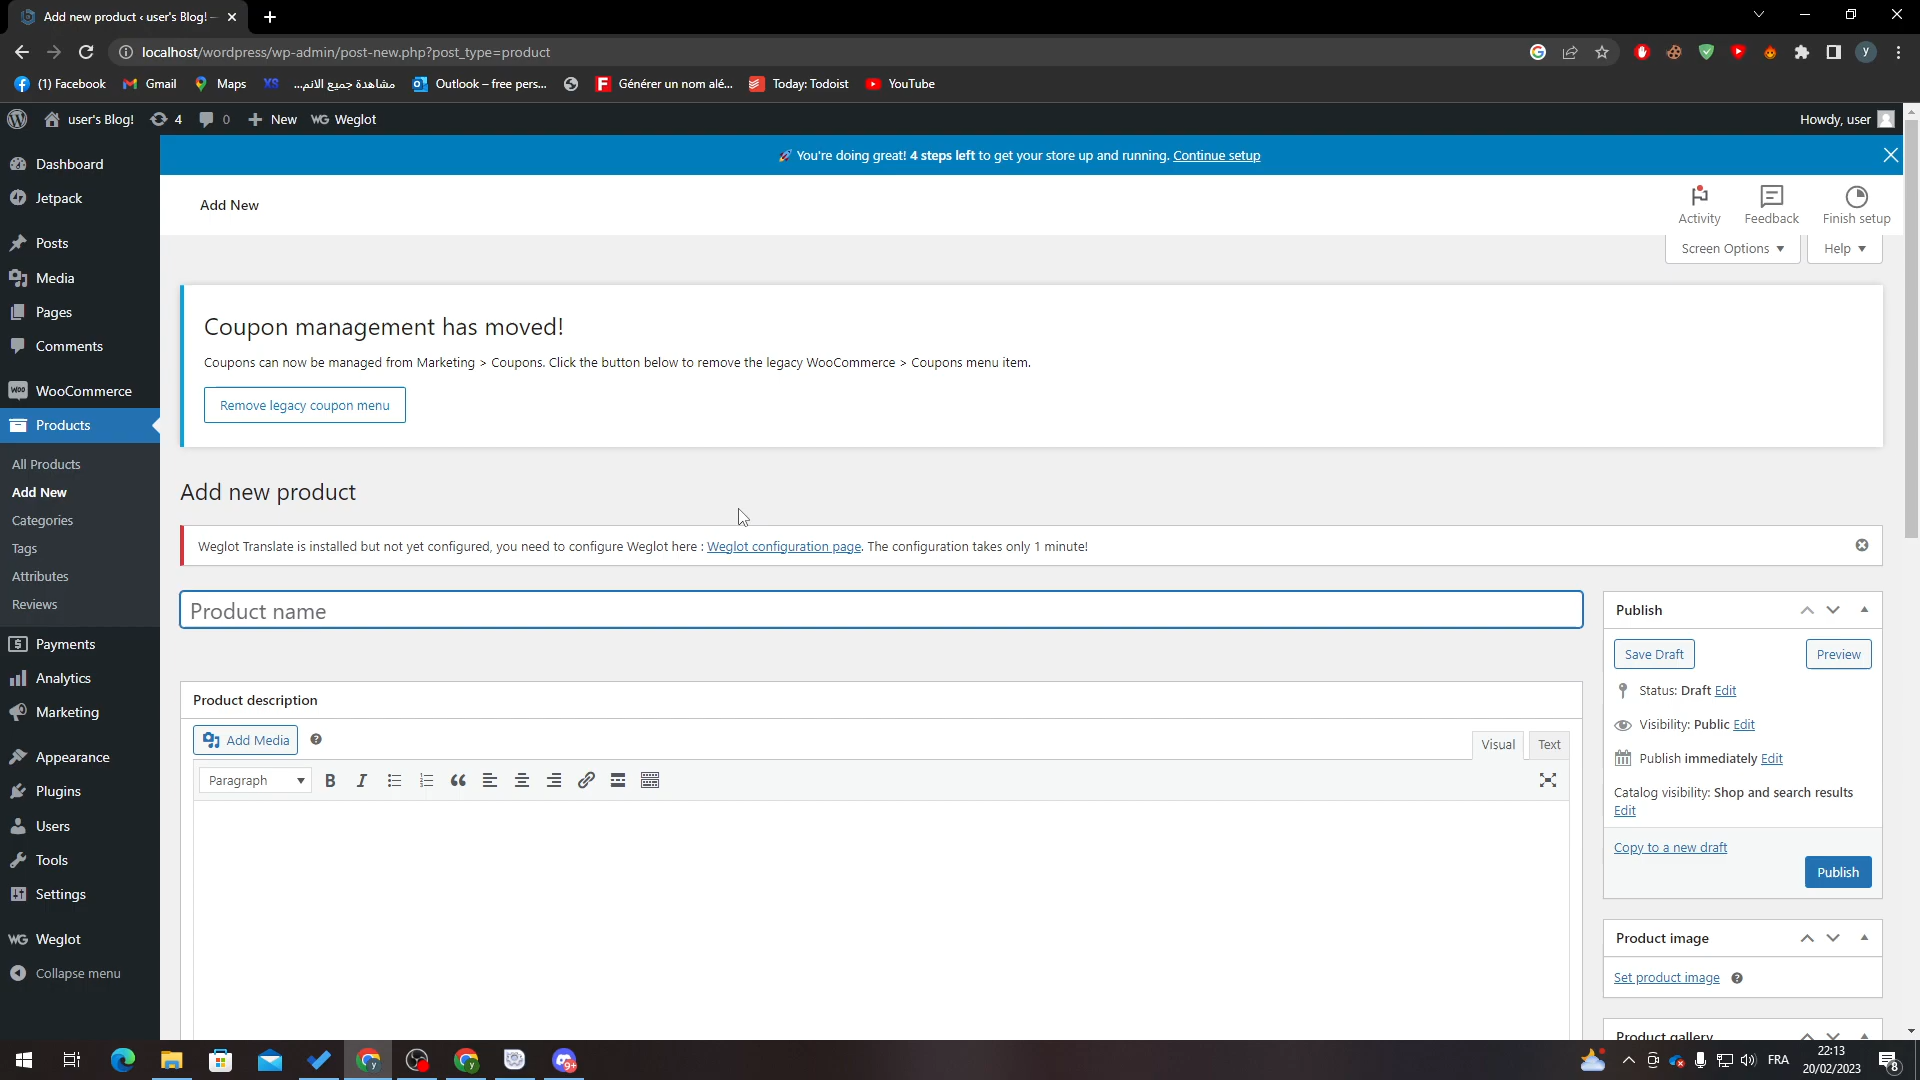 Add new product ‹ user's Blog! –
localhost/wordpress/wp-admin/post-new.php?post_type=product
y
(1) Facebook
Gmail
Maps
XS
مشاهدة جميع الانم...
Outlook – free pers...
Générer un nom alé...
Today: Todoist
YouTube
user's Blog!
4
0
New
WG Weglot
Howdy, user
Dashboard
Jetpack
Posts
Media
Pages
Comments
WooCommerce
Products
All Products
Add New
Categories
Tags
Attributes
Reviews
Payments
Analytics
Marketing
Appearance
Plugins
Users
Tools
Settings
WG Weglot
Collapse menu
🚀 You're doing great! 4 steps left to get your store up and running. Continue setup
Add New
Activity
Feedback
Finish setup
Screen Options
Help
Coupon management has moved!
Coupons can now be managed from Marketing > Coupons. Click the button below to remove the legacy WooCommerce > Coupons menu item.
Remove legacy coupon menu
Add new product
Weglot Translate is installed but not yet configured, you need to configure Weglot here : Weglot configuration page. The configuration takes only 1 minute!
Product name
Product description
Add Media
Visual
Text
Paragraph
B
I
Publish
Save Draft
Preview
Status: Draft Edit
Visibility: Public Edit
Publish immediately Edit
Catalog visibility: Shop and search results
Edit
Copy to a new draft
Publish
Product image
Set product image
Product gallery
9+
FRA
22:13
20/02/2023
8